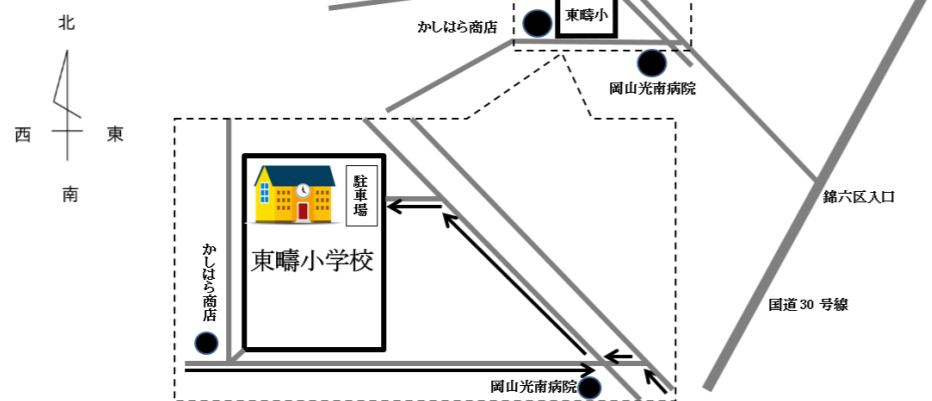 北
西
東
南
かしはら商店
東疇小
岡山光南病院
駐車場
東疇小学校
かしはら商店
岡山光南病院
錦六区入口
国道30 号線